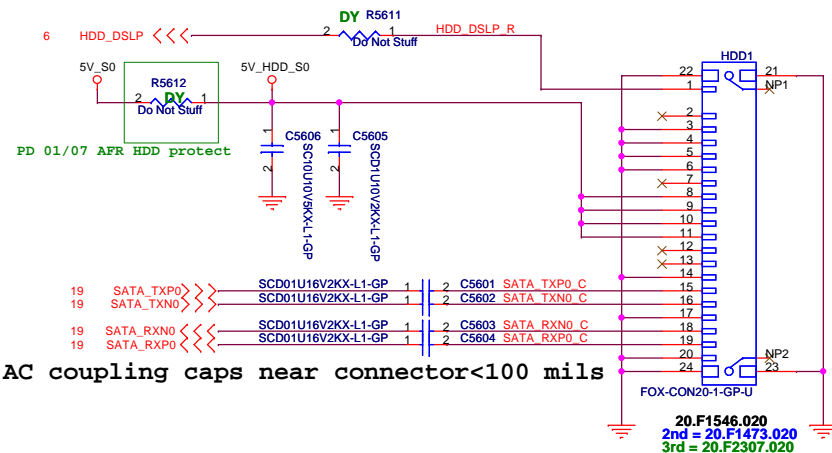 DY R5611
6 HDD_DSLP 2 1 HDD_DSLP_R
Do Not Stuff
HDD1
5V_S0 5V_HDD_S0
R5612
2 DY 1
Do Not Stuff
PD 01/07 AFR HDD protect
1 C5606
2
SC10U10V5KX-L1-GP
1 C5605
2
SCD1U10V2KX-L1-GP
22 21
1 NP1
2
3
4
5
6
7
8
9
10
11
12
13
14
15
16
17
18
19
20 NP2
24 23
19 SATA_TXP0 SCD01U16V2KX-L1-GP 1 2 C5601 SATA_TXP0_C
19 SATA_TXN0 SCD01U16V2KX-L1-GP 1 2 C5602 SATA_TXN0_C
19 SATA_RXN0 SCD01U16V2KX-L1-GP 1 2 C5603 SATA_RXN0_C
19 SATA_RXP0 SCD01U16V2KX-L1-GP 1 2 C5604 SATA_RXP0_C
AC coupling caps near connector<100 mils
FOX-CON20-1-GP-U
20.F1546.020
2nd = 20.F1473.020
3rd = 20.F2307.020